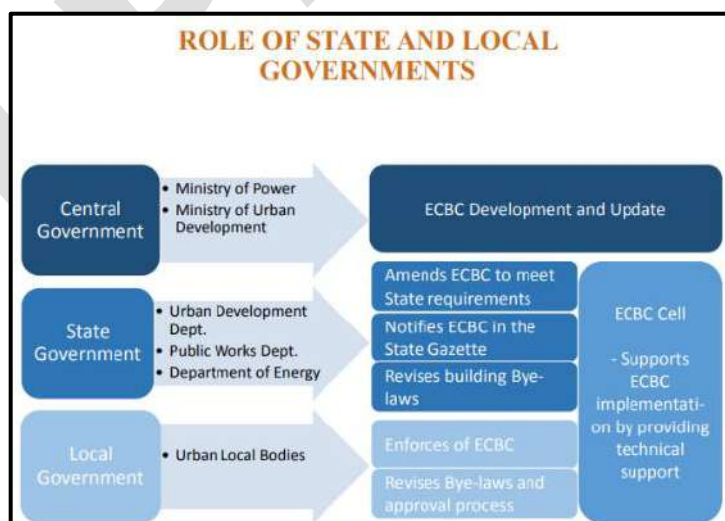 ROLE OF STATE AND LOCAL
GOVERNMENTS
Central
Government
• Ministry of Power
• Ministry of Urban
Development
ECBC Development and Update
State
Government
• Urban Development
Dept.
• Public Works Dept.
• Department of Energy
Amends ECBC to meet
State requirements
Notifies ECBC in the
State Gazette
Revises building Bye-
laws
Local
Government
• Urban Local Bodies
Enforces of ECBC
Revises Bye-laws and
approval process
ECBC Cell
- Supports
ECBC
implementati-
on by providing
technical
support